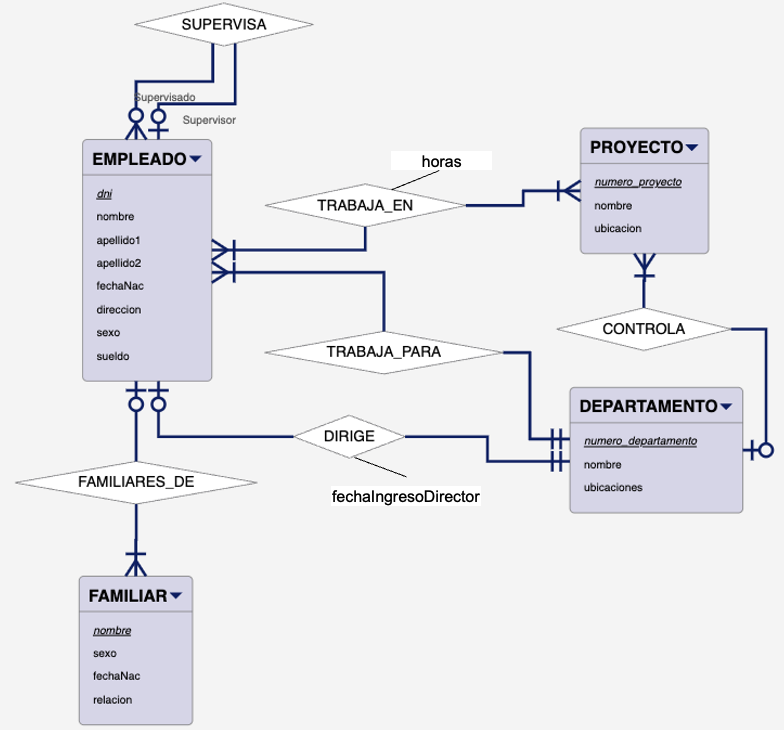 SUPERVISA
Supervisado
Supervisor
EMPLEADO
dni
nombre
apellido1
apellido2
fechaNac
direccion
sexo
sueldo
horas
TRABAJA_EN
PROYECTO
numero_proyecto
nombre
ubicacion
TRABAJA_PARA
CONTROLA
DEPARTAMENTO
numero_departamento
nombre
ubicaciones
DIRIGE
fechaIngresoDirector
FAMILIARES_DE
FAMILIAR
nombre
sexo
fechaNac
relacion